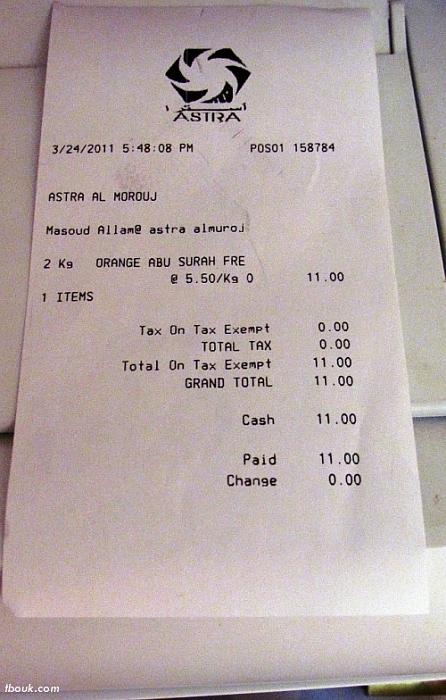 ASTRA
3/24/2011 5:48:08 PM POS01 158784
ASTRA AL MOROUJ
Masoud Allam@ astra almuroj
2 Kg ORANGE ABU SURAH FRE
@ 5.50/Kg 0 11.00
1 ITEMS
Tax On Tax Exempt 0.00
TOTAL TAX 0.00
Total On Tax Exempt 11.00
GRAND TOTAL 11.00
Cash 11.00
Paid 11.00
Change 0.00
tbouk.com